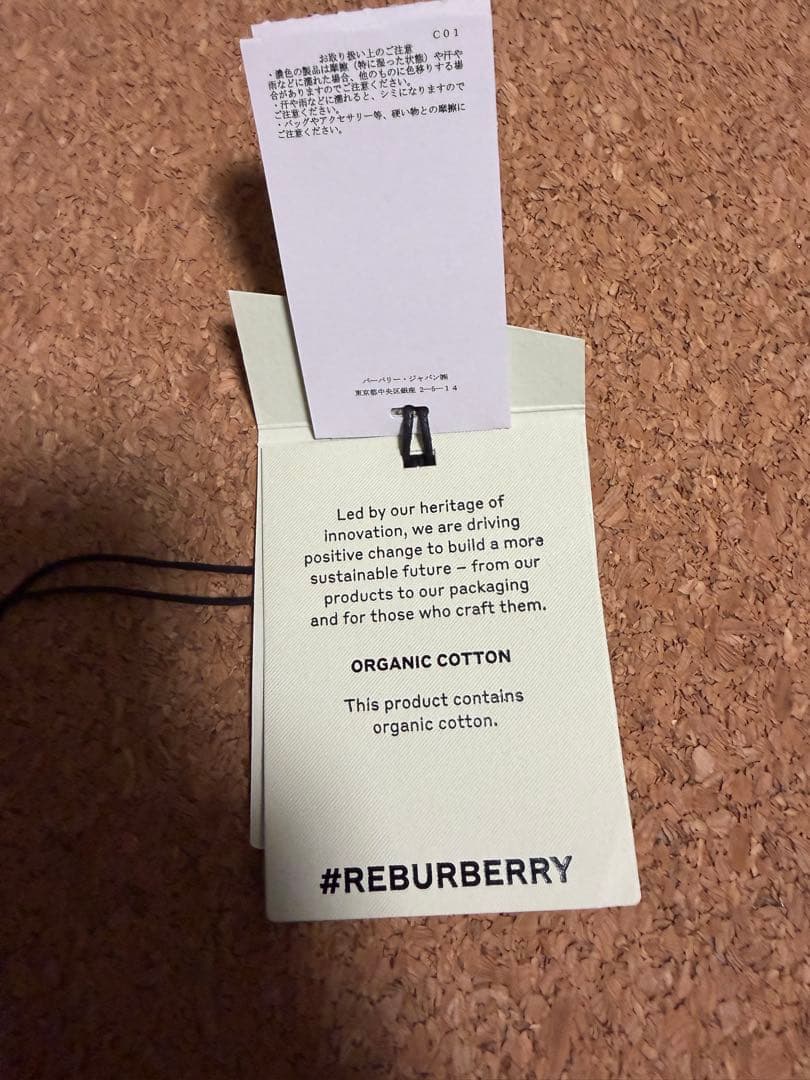 C01
お取り扱い上のご注意
・濃色の製品は摩擦（特に湿った状態）や汗や
雨などに濡れた場合、他のものに色移りする場
合がありますのでご注意ください。
・汗や雨などに濡れると、シミになりますので
ご注意ください。
・バッグやアクセサリー等、硬い物との摩擦に
ご注意ください。
バーバリー・ジャパン㈱
東京都中央区銀座 2－5－14
Led by our heritage of
innovation, we are driving
positive change to build a more
sustainable future – from our
products to our packaging
and for those who craft them.
ORGANIC COTTON
This product contains
organic cotton.
#REBURBERRY